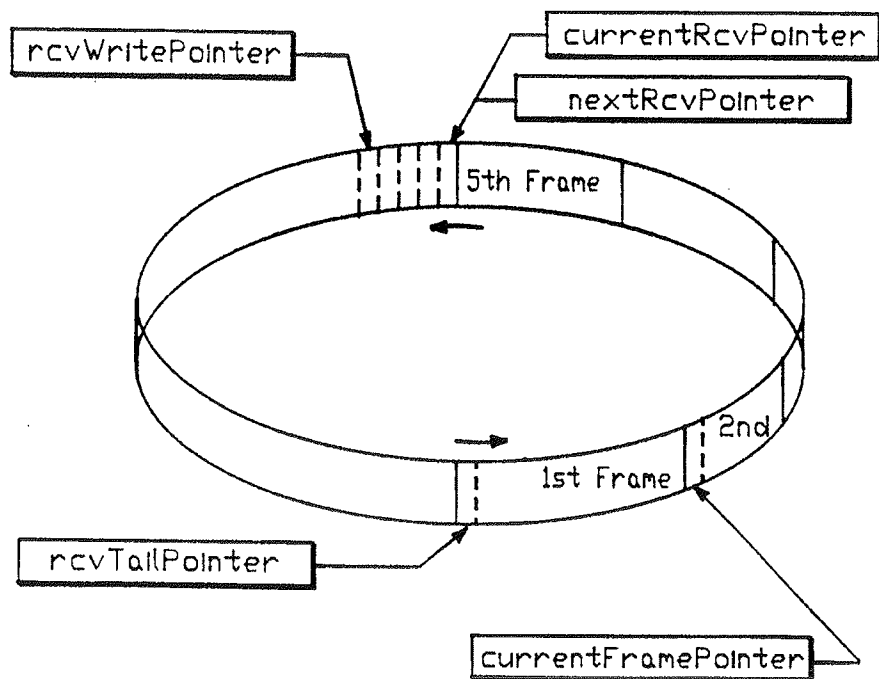 currentRcvPointer
rcvWritePointer
nextRcvPointer
5th Frame
2nd
1st Frame
rcvTailPointer
currentFramePointer